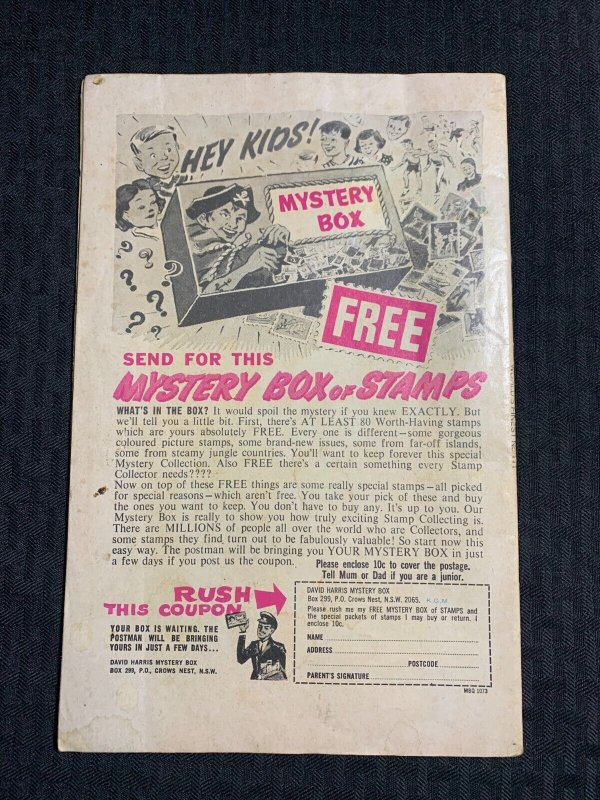 HEY KIDS!
MYSTERY
BOX
FREE
SEND FOR THIS
MYSTERY BOX OF STAMPS
WHAT'S IN THE BOX? It would spoil the mystery if you knew EXACTLY. But
we'll tell you a little bit. First, there's AT LEAST 80 Worth-Having stamps
which are yours absolutely FREE. Every one is different—some gorgeous
coloured picture stamps, some brand-new issues, some from far-off islands,
some from steamy jungle countries. You'll want to keep forever this special
Mystery Collection. Also FREE there's a certain something every Stamp
Collector needs????
Now on top of these FREE things are some really special stamps—all picked
for special reasons—which aren't free. You take your pick of these and buy
the ones you want to keep. You don't have to buy any. It's up to you. Our
Mystery Box is really to show you how truly exciting Stamp Collecting is.
There are MILLIONS of people all over the world who are Collectors, and
some stamps they find turn out to be fabulously valuable! So start now this
easy way. The postman will be bringing you YOUR MYSTERY BOX in just
a few days if you post us the coupon.
Please enclose 10c to cover the postage.
Tell Mum or Dad if you are a junior.
RUSH
THIS COUPON
YOUR BOX IS WAITING. THE
POSTMAN WILL BE BRINGING
YOURS IN JUST A FEW DAYS...
DAVID HARRIS MYSTERY BOX
BOX 299, P.O., CROWS NEST, N.S.W.
DAVID HARRIS MYSTERY BOX
Box 299, P.O. Crows Nest, N.S.W. 2065. K.G.M.
Please rush me my FREE MYSTERY BOX of STAMPS and
the special packets of stamps I may buy or return. I
enclose 10c.
NAME
ADDRESS
POSTCODE
PARENT'S SIGNATURE
MBQ 1073